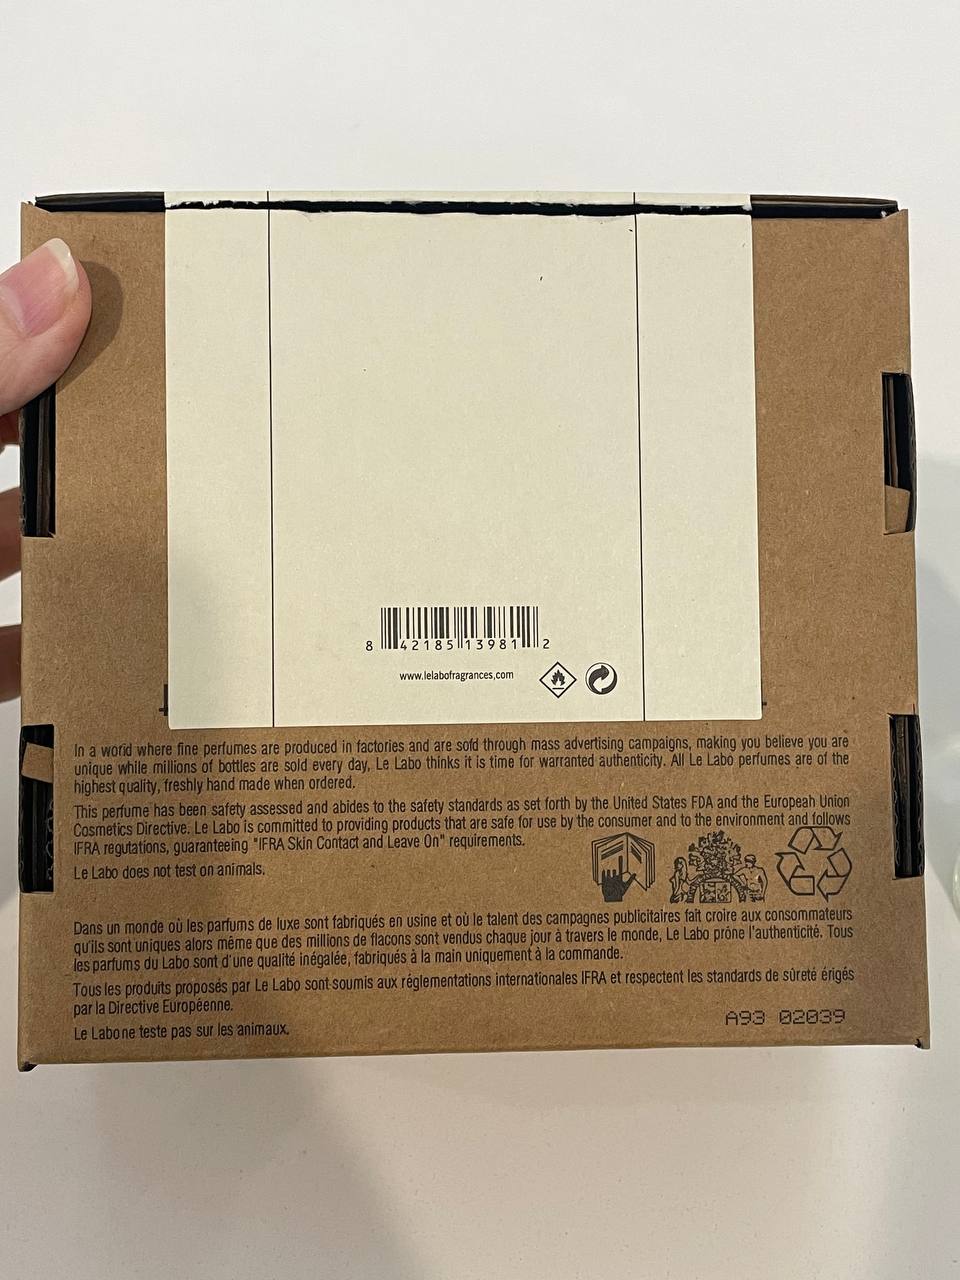 8 42185 13981 2
www.lelabofragrances.com
In a world where fine perfumes are produced in factories and are sold through mass advertising campaigns, making you believe you are
unique while millions of bottles are sold every day, Le Labo thinks it is time for warranted authenticity. All Le Labo perfumes are of the
highest quality, freshly hand made when ordered.
This perfume has been safety assessed and abides to the safety standards as set forth by the United States FDA and the Europeah Union
Cosmetics Directive. Le Labo is committed to providing products that are safe for use by the consumer and to the environment and follows
IFRA regutations, guaranteeing "IFRA Skin Contact and Leave On" requirements.
Le Labo does not test on animals.
Dans un monde où les parfums de luxe sont fabriqués en usine et où le talent des campagnes publicitaires fait croire aux consommateurs
qu'ils sont uniques alors même que des millions de flacons sont vendus chaque jour à travers le monde, Le Labo prône l'authenticité. Tous
les parfums du Labo sont d'une qualité inégalée, fabriqués à la main uniquement à la commande.
Tous les produits proposés par Le Labo sont soumis aux réglementations internationales IFRA et respectent les standards de sûreté érigés
par la Directive Européenne.
Le Labo ne teste pas sur les animaux.
A93 02039